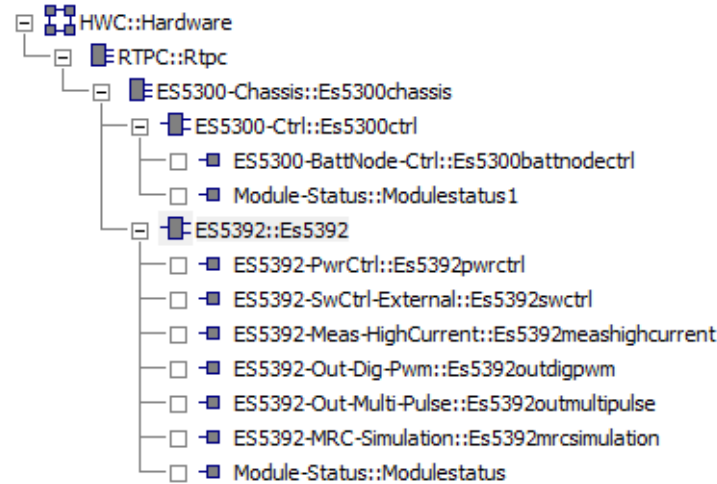 HWC::Hardware
RTPC::Rtpc
ES5300-Chassis::Es5300chassis
ES5300-Ctrl::Es5300ctrl
ES5300-BattNode-Ctrl::Es5300battnodectrl
Module-Status::Modulestatus1
ES5392::Es5392
ES5392-PwrCtrl::Es5392pwrctrl
ES5392-SwCtrl-External::Es5392swctrl
ES5392-Meas-HighCurrent::Es5392meashighcurrent
ES5392-Out-Dig-Pwm::Es5392outdigpwm
ES5392-Out-Multi-Pulse::Es5392outmultipulse
ES5392-MRC-Simulation::Es5392mrcsimulation
Module-Status::Modulestatus